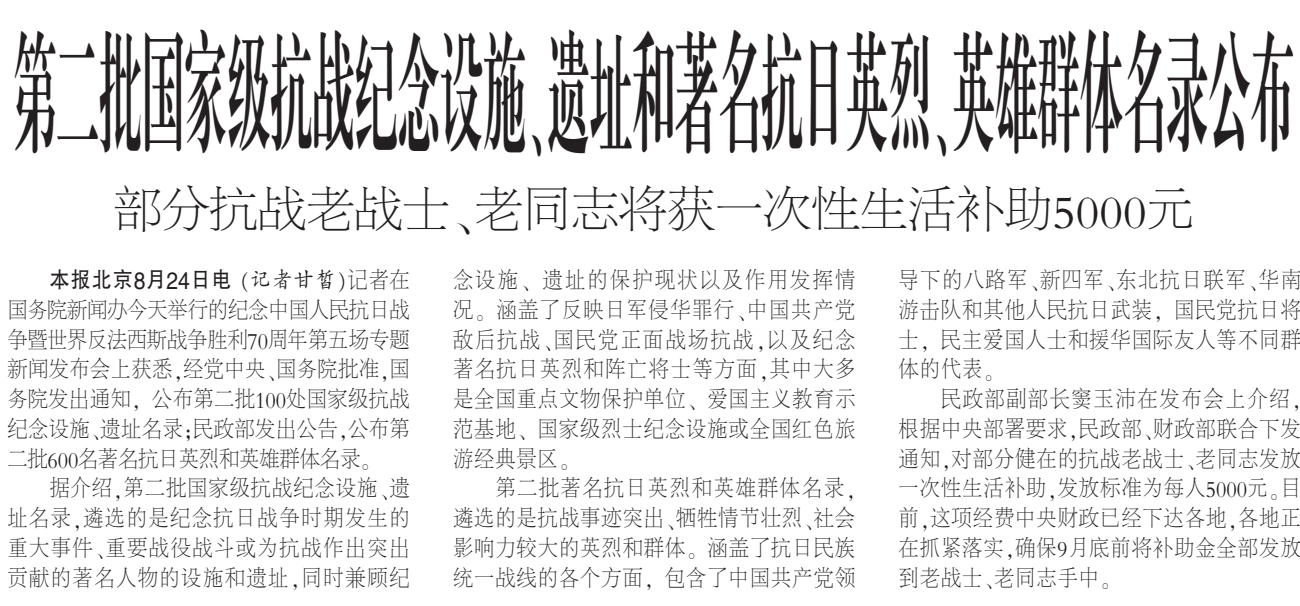 第二批国家级抗战纪念设施、遗址和著名抗日英烈、英雄群体名录公布
部分抗战老战士、老同志将获一次性生活补助5000元
本报北京8月24日电 (记者甘皙)记者在
国务院新闻办今天举行的纪念中国人民抗日战
争暨世界反法西斯战争胜利70周年第五场专题
新闻发布会上获悉,经党中央、国务院批准,国
务院发出通知，公布第二批100处国家级抗战
纪念设施、遗址名录;民政部发出公告,公布第
二批600名著名抗日英烈和英雄群体名录。
据介绍,第二批国家级抗战纪念设施、遗
址名录,遴选的是纪念抗日战争时期发生的
重大事件、重要战役战斗或为抗战作出突出
贡献的著名人物的设施和遗址,同时兼顾纪
念设施、遗址的保护现状以及作用发挥情
况。涵盖了反映日军侵华罪行、中国共产党
敌后抗战、国民党正面战场抗战,以及纪念
著名抗日英烈和阵亡将士等方面,其中大多
是全国重点文物保护单位、爱国主义教育示
范基地、国家级烈士纪念设施或全国红色旅
游经典景区。
第二批著名抗日英烈和英雄群体名录,
遴选的是抗战事迹突出、牺牲情节壮烈、社会
影响力较大的英烈和群体。涵盖了抗日民族
统一战线的各个方面，包含了中国共产党领
导下的八路军、新四军、东北抗日联军、华南
游击队和其他人民抗日武装，国民党抗日将
士，民主爱国人士和援华国际友人等不同群
体的代表。
民政部副部长窦玉沛在发布会上介绍,
根据中央部署要求,民政部、财政部联合下发
通知,对部分健在的抗战老战士、老同志发放
一次性生活补助,发放标准为每人5000元。目
前,这项经费中央财政已经下达各地,各地正
在抓紧落实,确保9月底前将补助金全部发放
到老战士、老同志手中。